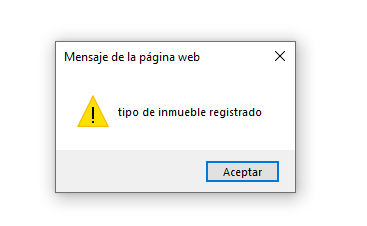 Mensaje de la página web
tipo de inmueble registrado
Aceptar